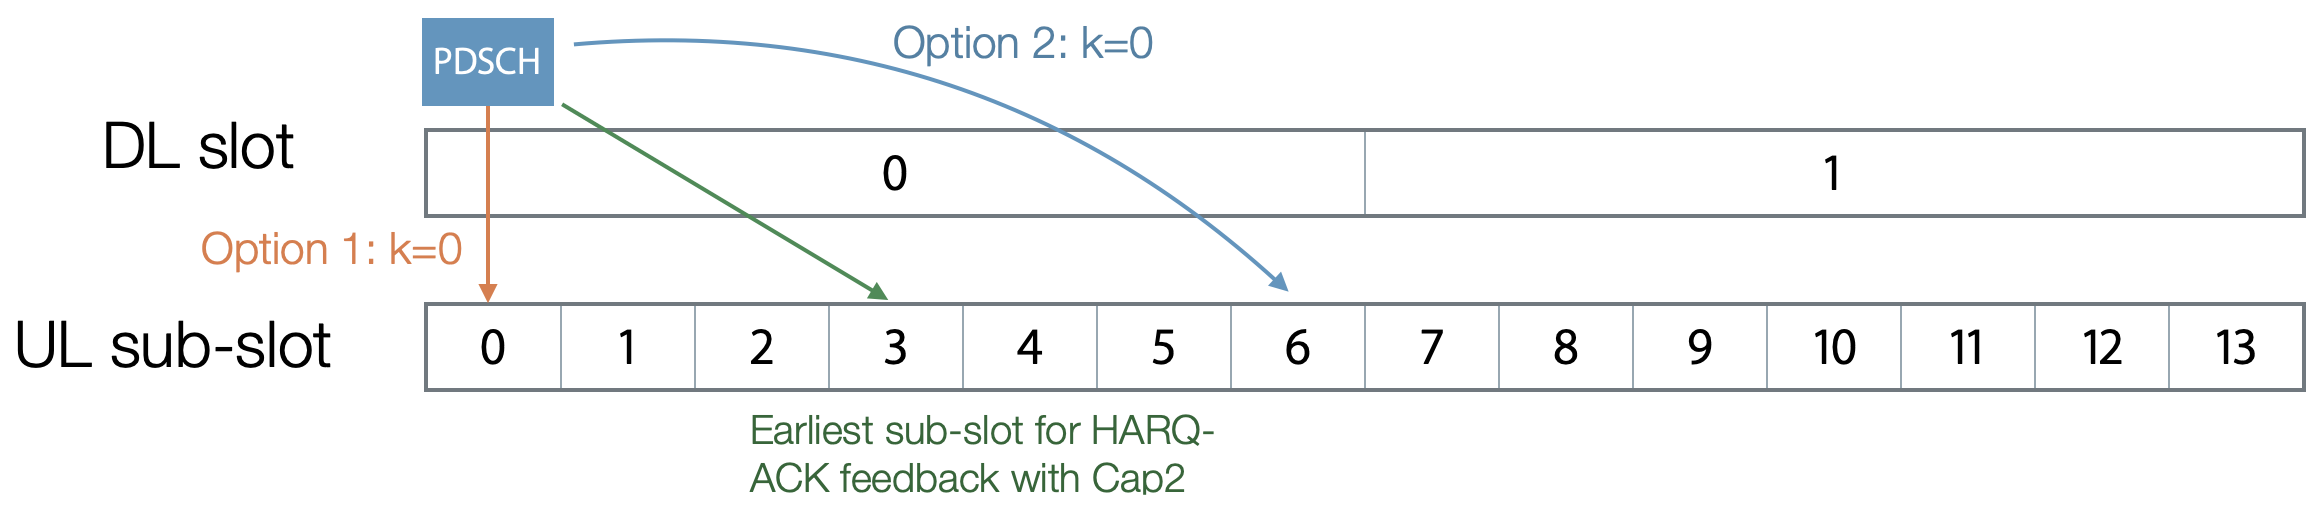 PDSCH
Option 2: k=0
DL slot
0
1
Option 1: k=0
UL sub-slot
0 1 2 3 4 5 6 7 8 9 10 11 12 13
Earliest sub-slot for HARQ-
ACK feedback with Cap2